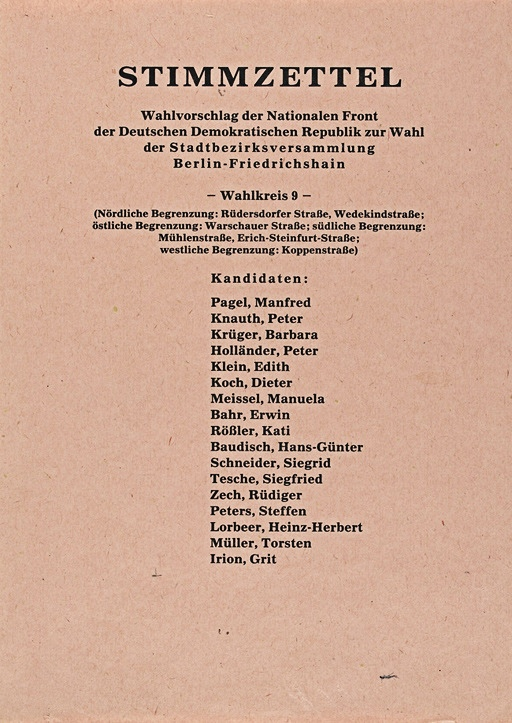 STIMMZETTEL
Wahlvorschlag der Nationalen Front
der Deutschen Demokratischen Republik zur Wahl
der Stadtbezirksversammlung
Berlin-Friedrichshain
– Wahlkreis 9 –
(Nördliche Begrenzung: Rüdersdorfer Straße, Wedekindstraße;
östliche Begrenzung: Warschauer Straße; südliche Begrenzung:
Mühlenstraße, Erich-Steinfurt-Straße;
westliche Begrenzung: Koppenstraße)
Kandidaten:
Pagel, Manfred
Knauth, Peter
Krüger, Barbara
Holländer, Peter
Klein, Edith
Koch, Dieter
Meissel, Manuela
Bahr, Erwin
Rößler, Kati
Baudisch, Hans-Günter
Schneider, Siegrid
Tesche, Siegfried
Zech, Rüdiger
Peters, Steffen
Lorbeer, Heinz-Herbert
Müller, Torsten
Irion, Grit